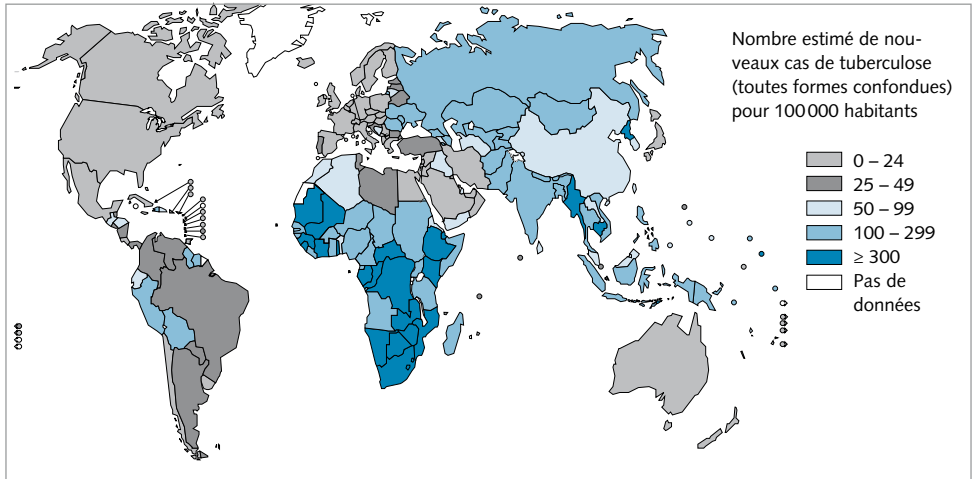 Nombre estimé de nou-
veaux cas de tuberculose
(toutes formes confondues)
pour 100 000 habitants
0 – 24
25 – 49
50 – 99
100 – 299
≥ 300
Pas de
données